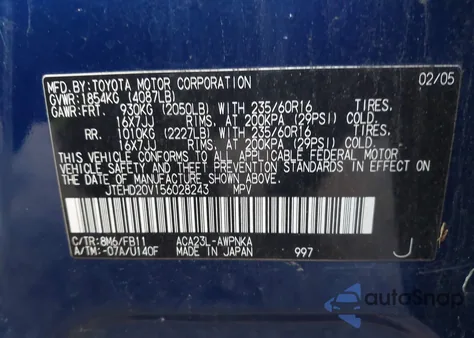 MFD. BY: TOYOTA MOTOR CORPORATION 02/05
GVWR: 1854KG (4087LB)
GAWR: FRT. 930KG (2050LB) WITH 235/60R16 TIRES.
16X7JJ RIMS, AT 200KPA (29PSI) COLD.
RR. 1010KG (2227LB) WITH 235/60R16 TIRES.
16X7JJ RIMS, AT 200KPA (29PSI) COLD.
THIS VEHICLE CONFORMS TO ALL APPLICABLE FEDERAL MOTOR
VEHICLE SAFETY STANDARDS IN EFFECT ON THE DATE OF
MANUFACTURE SHOWN ABOVE.
JTEHD20V156028243 MPV
C/TR: 8M6/FB11 ACA23L-AWPNKA
A/TM: -07A/U140F MADE IN JAPAN 997 J
autoSnap